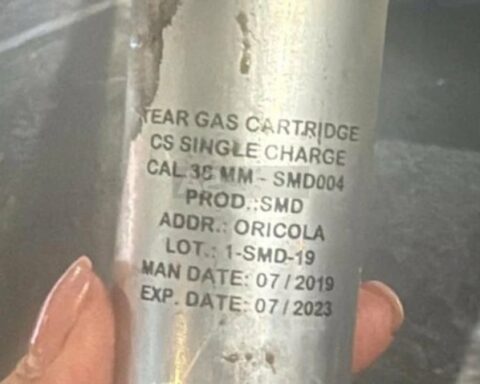 TEAR GAS CARTRIDGE
CS SINGLE CHARGE
CAL.38 MM - SMD004
PROD.:SMD
ADDR.: ORICOLA
LOT.: 1-SMD-19
MAN DATE: 07/2019
EXP. DATE: 07/2023